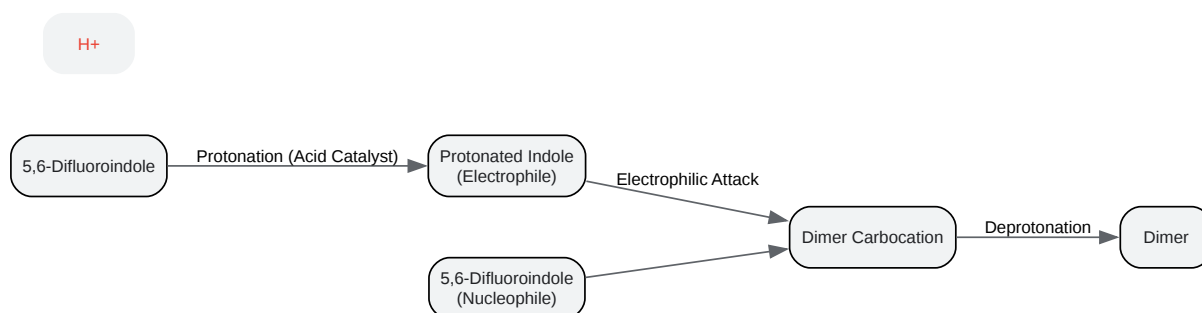 H+
5,6-Difluoroindole
Protonation (Acid Catalyst)
Protonated Indole
(Electrophile)
Electrophilic Attack
5,6-Difluoroindole
(Nucleophile)
Dimer Carbocation
Deprotonation
Dimer